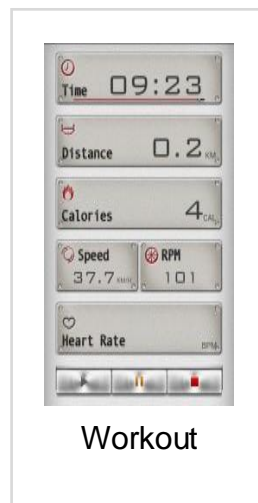 Time 09:23
Distance 0.2 KM
Calories 4 CAL
Speed RPM
37.7 KM/H 101
Heart Rate BPM
Workout